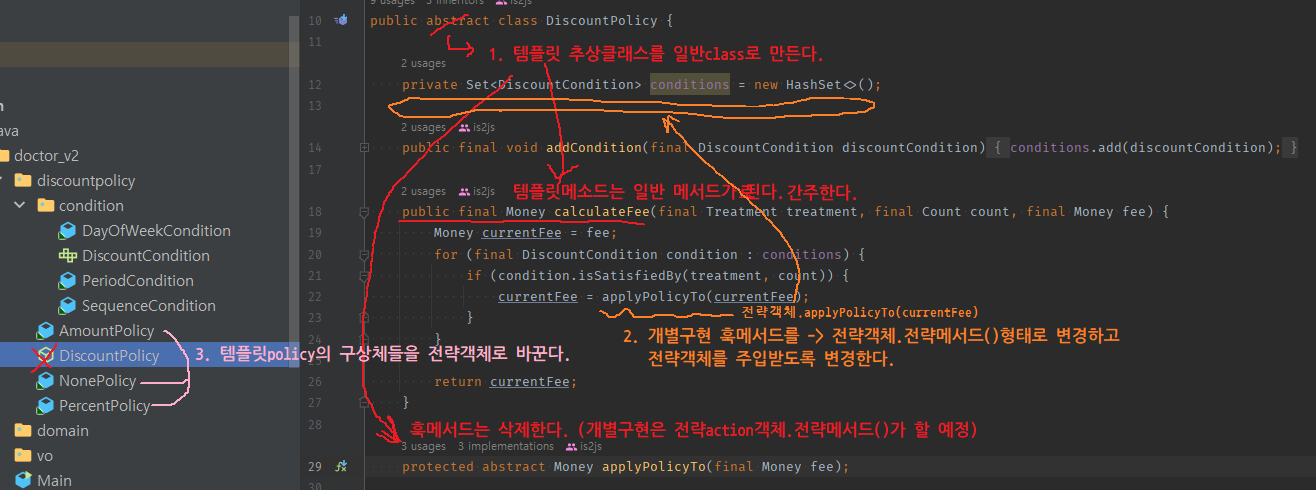 9 usages 3 inheritors is2js
10 public abstract class DiscountPolicy {
11
1. 템플릿 추상클래스를 일반class로 만든다.
2 usages
12 private Set<DiscountCondition> conditions = new HashSet<>();
13
2 usages is2js
14 public final void addCondition(final DiscountCondition discountCondition) { conditions.add(discountCondition); }
17
2 usages is2js
템플릿메소드는 일반 메서드가 된다. 간주한다.
18 public final Money calculateFee(final Treatment treatment, final Count count, final Money fee) {
19 Money currentFee = fee;
20 for (final DiscountCondition condition : conditions) {
21 if (condition.isSatisfiedBy(treatment, count)) {
22 currentFee = applyPolicyTo(currentFee);
전략객체.applyPolicyTo(currentFee)
23 }
2. 개별구현 훅메서드를 -> 전략객체.전략메서드()형태로 변경하고
24 }
전략객체를 주입받도록 변경한다.
26 return currentFee;
27 }
28
훅메서드는 삭제한다. (개별구현은 전략action객체.전략메서드()가 할 예정)
3 usages 3 implementations is2js
29 protected abstract Money applyPolicyTo(final Money fee);
30
ava
doctor_v2
discountpolicy
condition
DayOfWeekCondition
DiscountCondition
PeriodCondition
SequenceCondition
AmountPolicy
DiscountPolicy
3. 템플릿policy의 구상체들을 전략객체로 바꾼다.
NonePolicy
PercentPolicy
domain
vo
Main